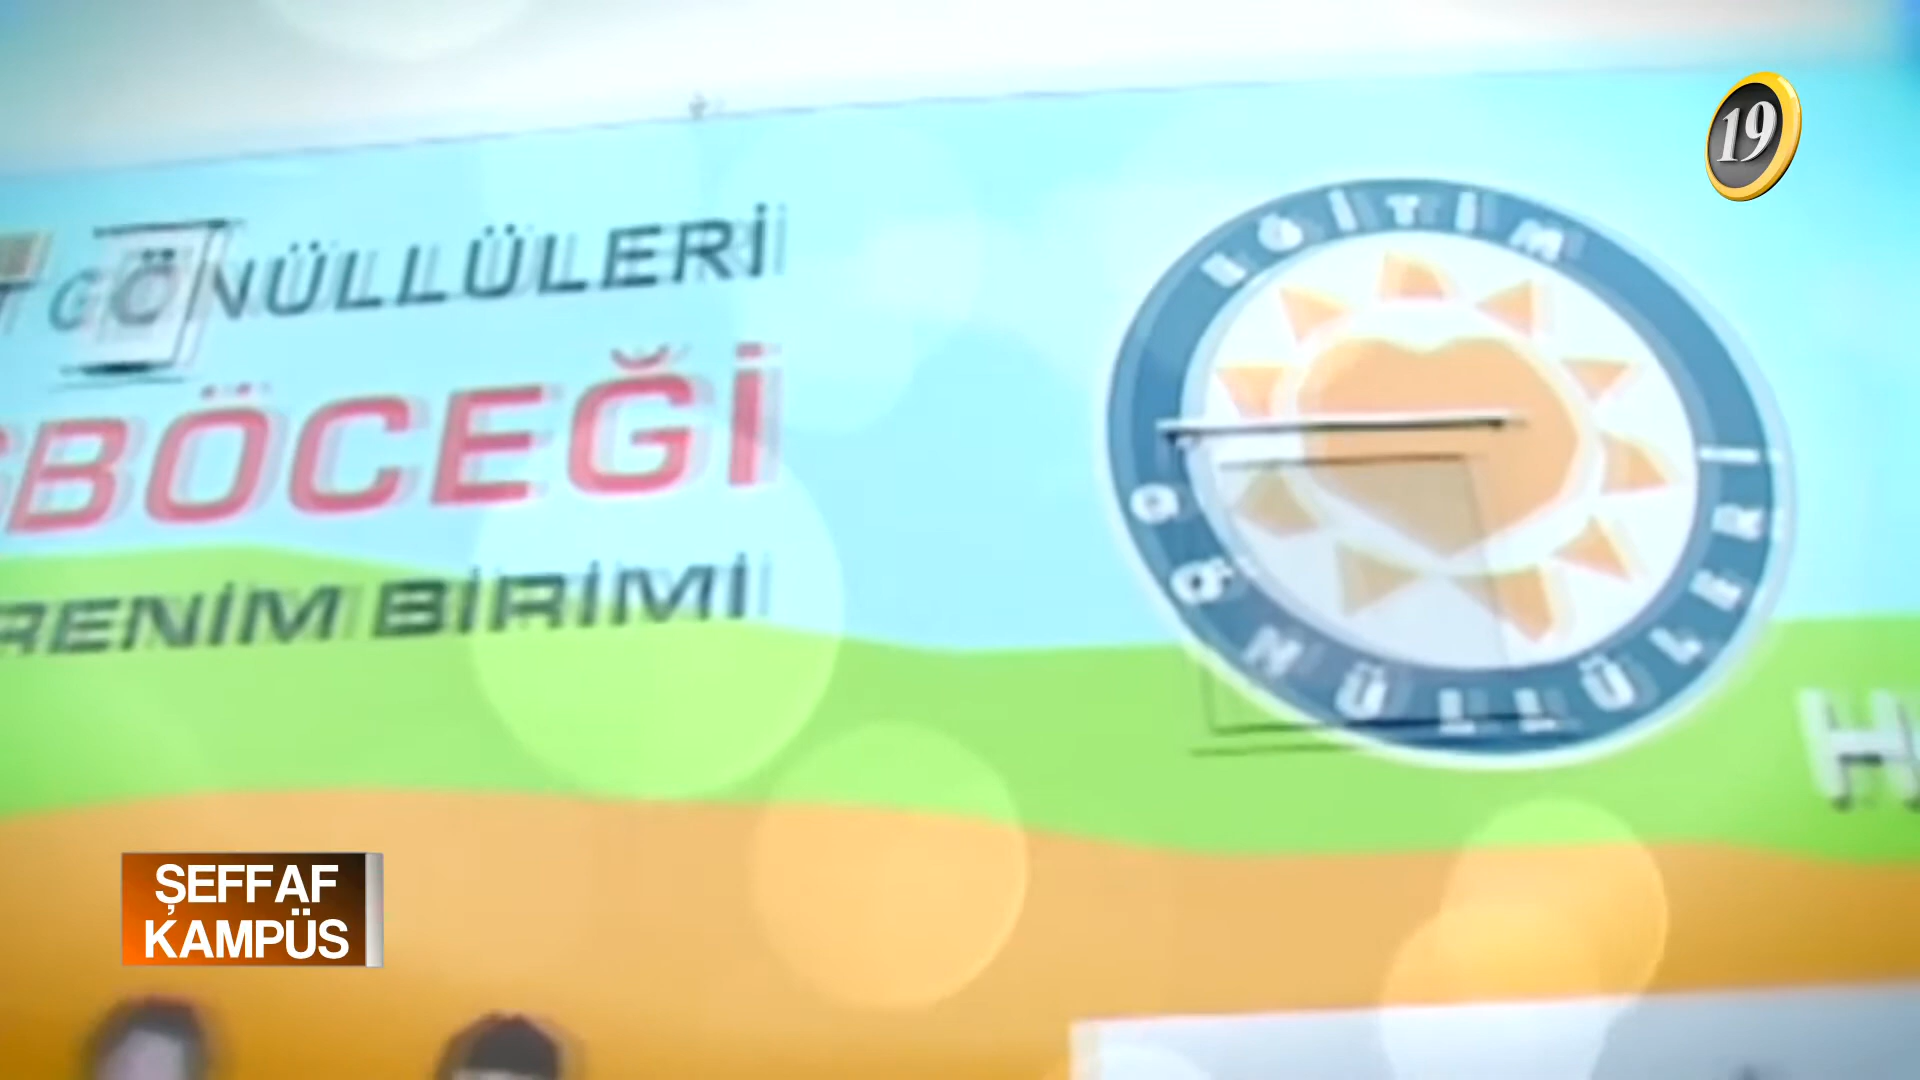 19
GÖNÜLLÜLERİ
BÖCEĞİ
RENİM BİRİMİ
EĞİTİM GÖNÜLLÜLERİ
H
ŞEFFAF
KAMPÜS